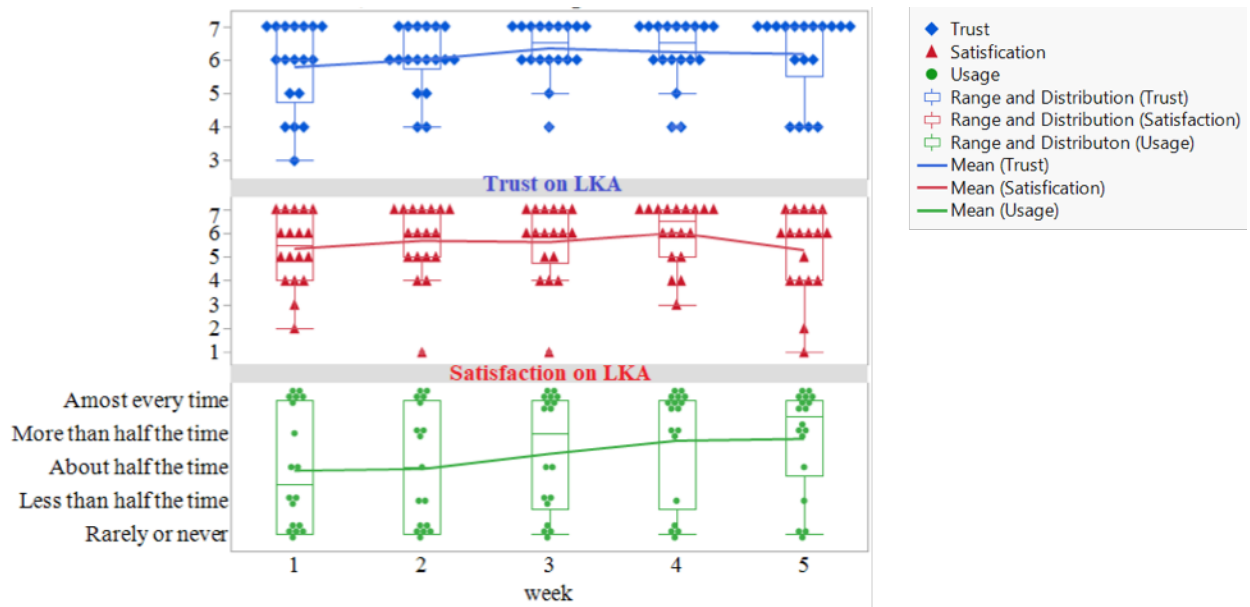 7
6
5
4
3
Trust on LKA
7
6
5
4
3
2
1
Satisfaction on LKA
Amost every time
More than half the time
About half the time
Less than half the time
Rarely or never
1 2 3 4 5
week
Trust
Satisfication
Usage
Range and Distribution (Trust)
Range and Distribution (Satisfaction)
Range and Distributon (Usage)
Mean (Trust)
Mean (Satisfication)
Mean (Usage)